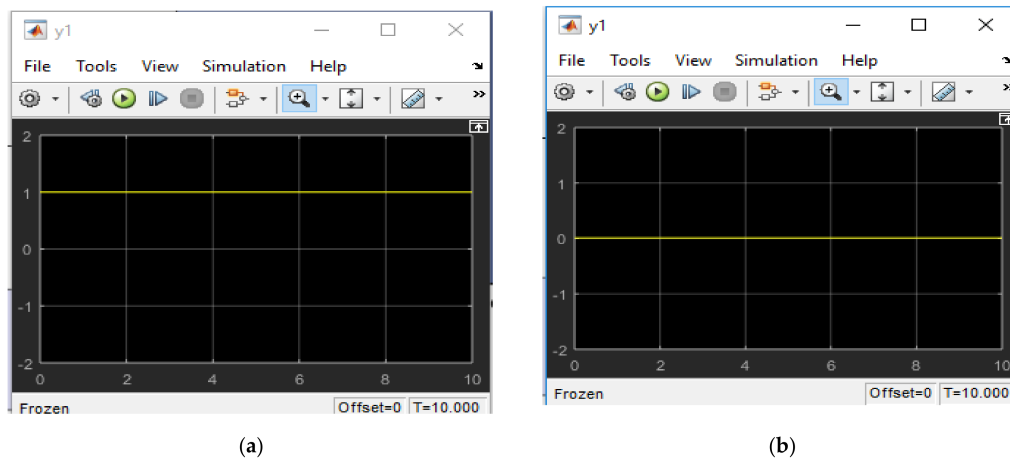 y1
File Tools View Simulation Help
2
1
0
-1
-2
0 2 4 6 8 10
Frozen Offset=0 T=10.000
(a)
y1
File Tools View Simulation Help
2
1
0
-1
-2
0 2 4 6 8 10
Frozen Offset=0 T=10.000
(b)